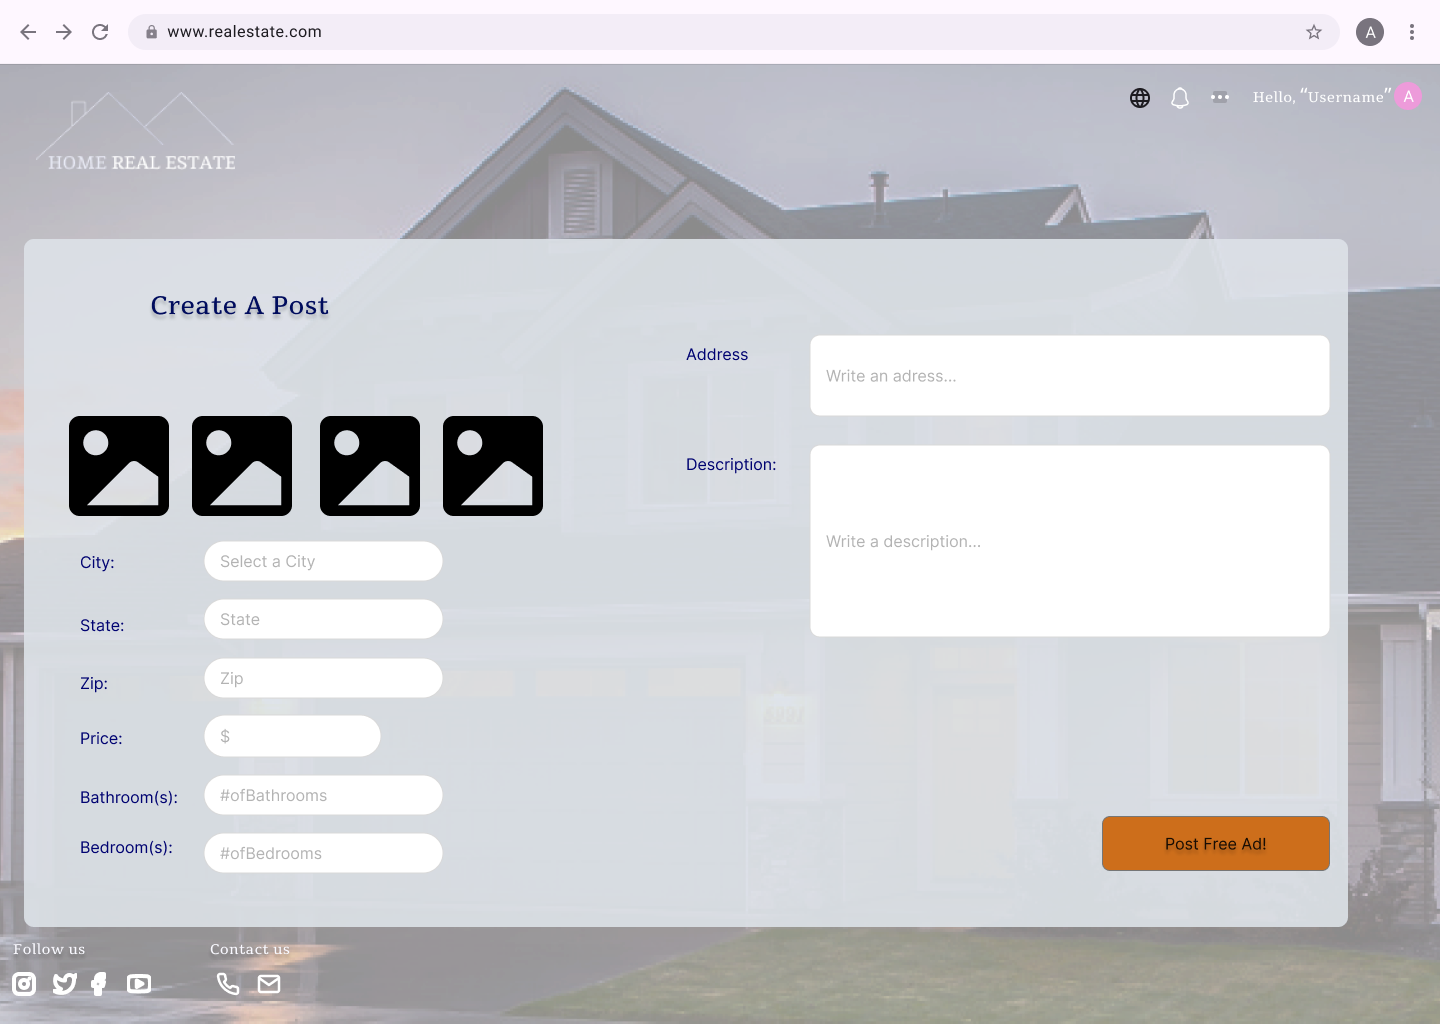 www.realestate.com
A
Hello, “Username”
A
HOME REAL ESTATE
Create A Post
Address
Write an adress...
Description:
Write a description...
City:
Select a City
State:
State
Zip:
Zip
Price:
$
Bathroom(s):
#ofBathrooms
Bedroom(s):
#ofBedrooms
Post Free Ad!
Follow us
Contact us